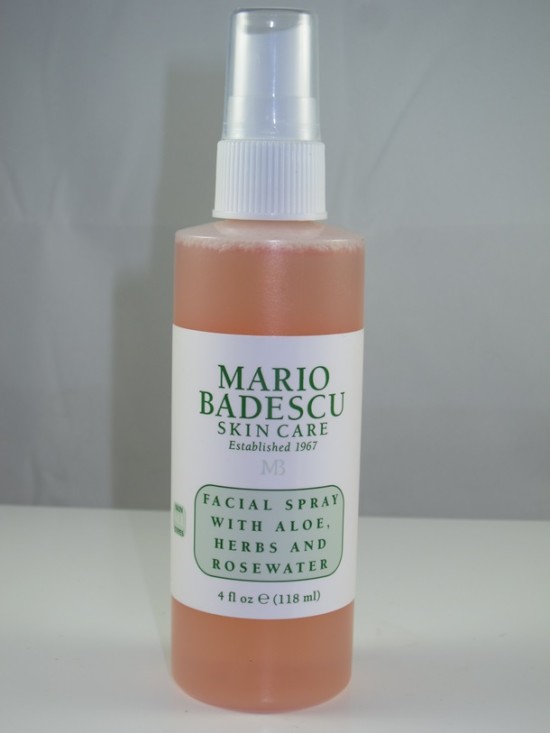 MARIO
BADESCU
SKIN CARE
Established 1967
MB
FACIAL SPRAY
WITH ALOE,
HERBS AND
ROSEWATER
4 fl oz ℮ (118 ml)